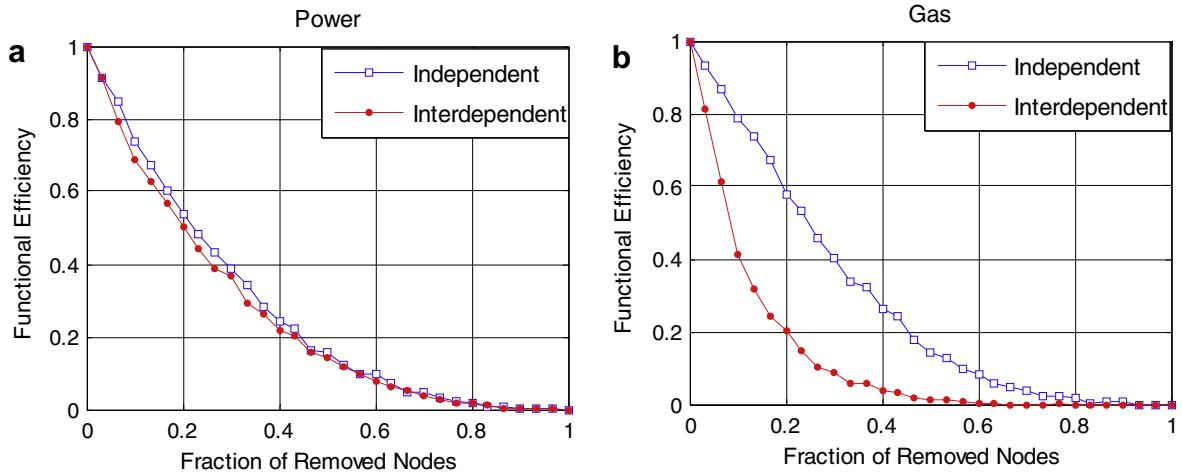 Power
a
Functional Efficiency
1
0.8
0.6
0.4
0.2
0
0
0.2
0.4
0.6
0.8
1
Fraction of Removed Nodes
Independent
Interdependent
Gas
b
Functional Efficiency
1
0.8
0.6
0.4
0.2
0
0
0.2
0.4
0.6
0.8
1
Fraction of Removed Nodes
Independent
Interdependent